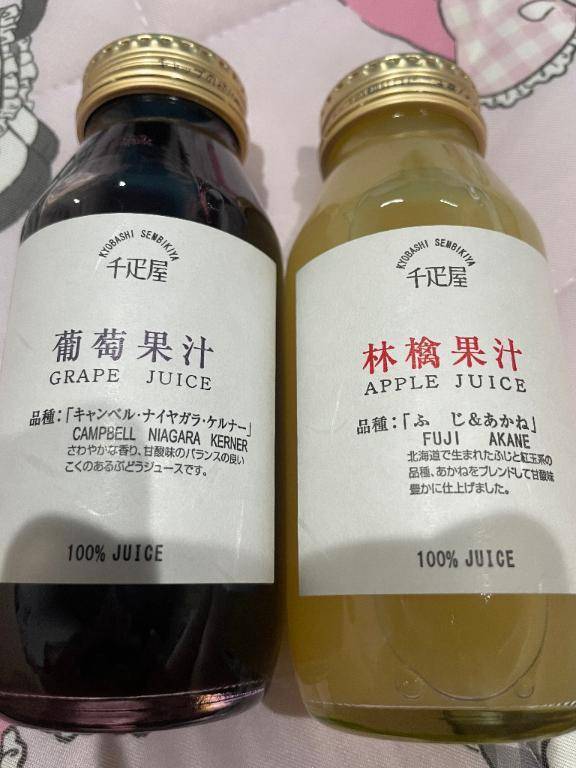 KYOBASHI SEMBIKIYA
千疋屋
葡萄果汁
GRAPE JUICE
品種:「キャンベル・ナイヤガラ・ケルナー」
CAMPBELL NIAGARA KERNER
さわやかな香り、甘酸味のバランスの良い
こくのあるぶどうジュースです。
100% JUICE
KYOBASHI SEMBIKIYA
千疋屋
林檎果汁
APPLE JUICE
品種:「ふじ&あかね」
FUJI AKANE
北海道で生まれたふじと紅玉系の
品種、あかねをブレンドして甘酸味
豊かに仕上げました。
100% JUICE